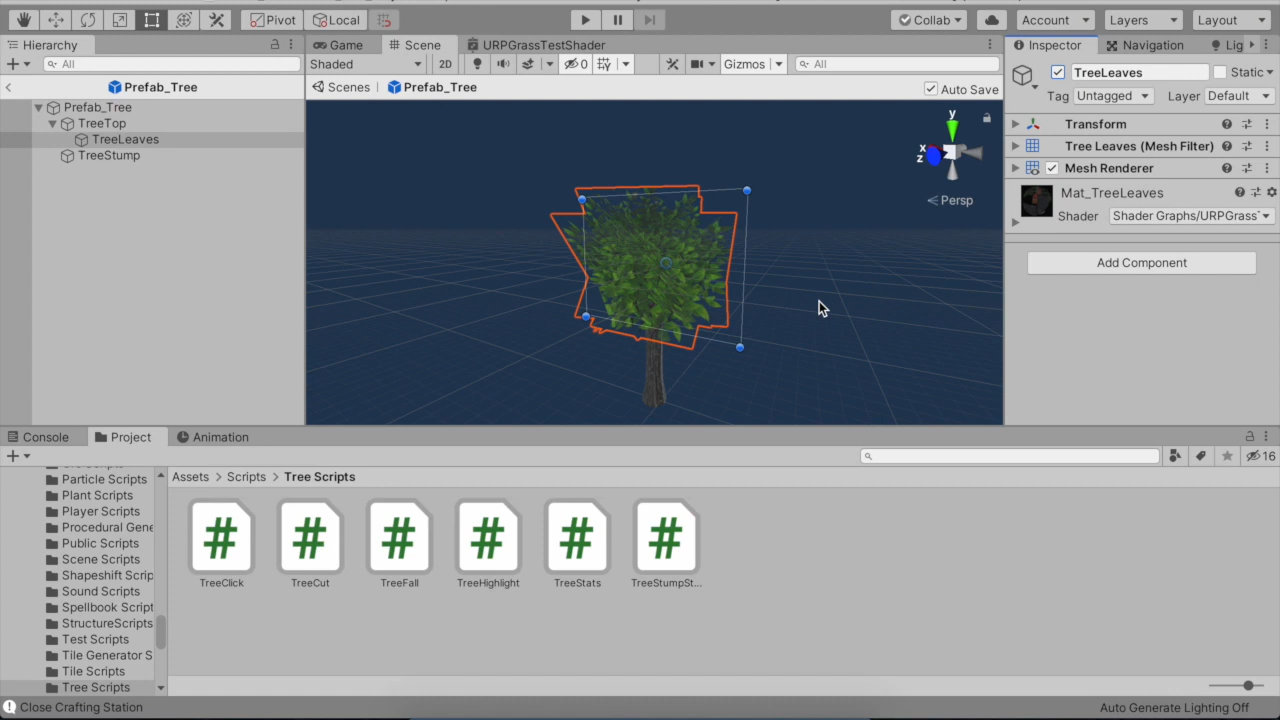 Pivot
Local
Collab
Account
Layers
Layout
Hierarchy
All
Prefab_Tree
Prefab_Tree
TreeTop
TreeLeaves
TreeStump
Game
Scene
URPGrassTestShader
Shaded
2D
0
Gizmos
All
Scenes
Prefab_Tree
Auto Save
y
x
z
Persp
Inspector
Navigation
Lig
TreeLeaves
Static
Tag
Untagged
Layer
Default
Transform
Tree Leaves (Mesh Filter)
Mesh Renderer
Mat_TreeLeaves
Shader
Shader Graphs/URPGrass
Add Component
Console
Project
Animation
16
Particle Scripts
Plant Scripts
Player Scripts
Procedural Gene
Public Scripts
Scene Scripts
Shapeshift Scrip
Sound Scripts
Spellbook Script
StructureScripts
Test Scripts
Tile Generator S
Tile Scripts
Tree Scripts
Assets > Scripts > Tree Scripts
#
#
#
#
#
#
TreeClick
TreeCut
TreeFall
TreeHighlight
TreeStats
TreeStumpSt...
Close Crafting Station
Auto Generate Lighting Off